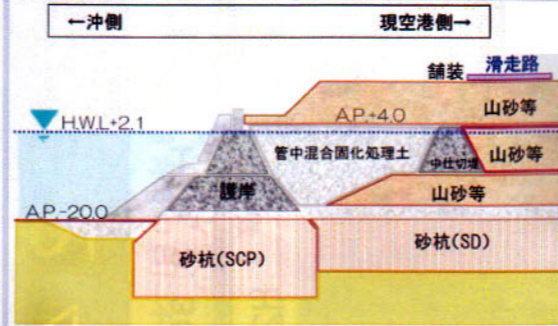 ←沖側 現空港側→
舗装 滑走路
A.P.+4.0 山砂等
H.W.L+2.1
管中混合固化処理土 中仕切堤 山砂等
護岸 山砂等
A.P.-20.0
砂杭(SCP) 砂杭(SD)